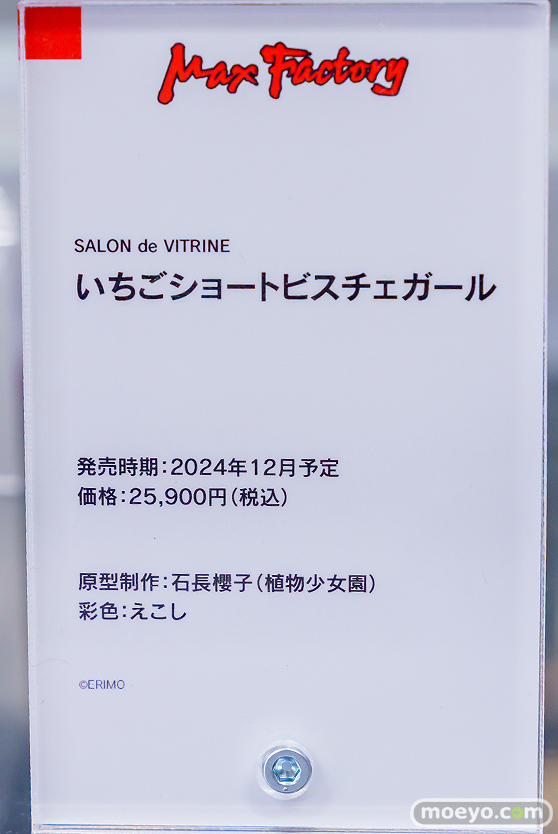 Max Factory
SALON de VITRINE
いちごショートビスチェガール
発売時期：2024年12月予定
価格：25,900円（税込）
原型制作：石長櫻子（植物少女園）
彩色：えこし
©ERIMO
moeyo.com